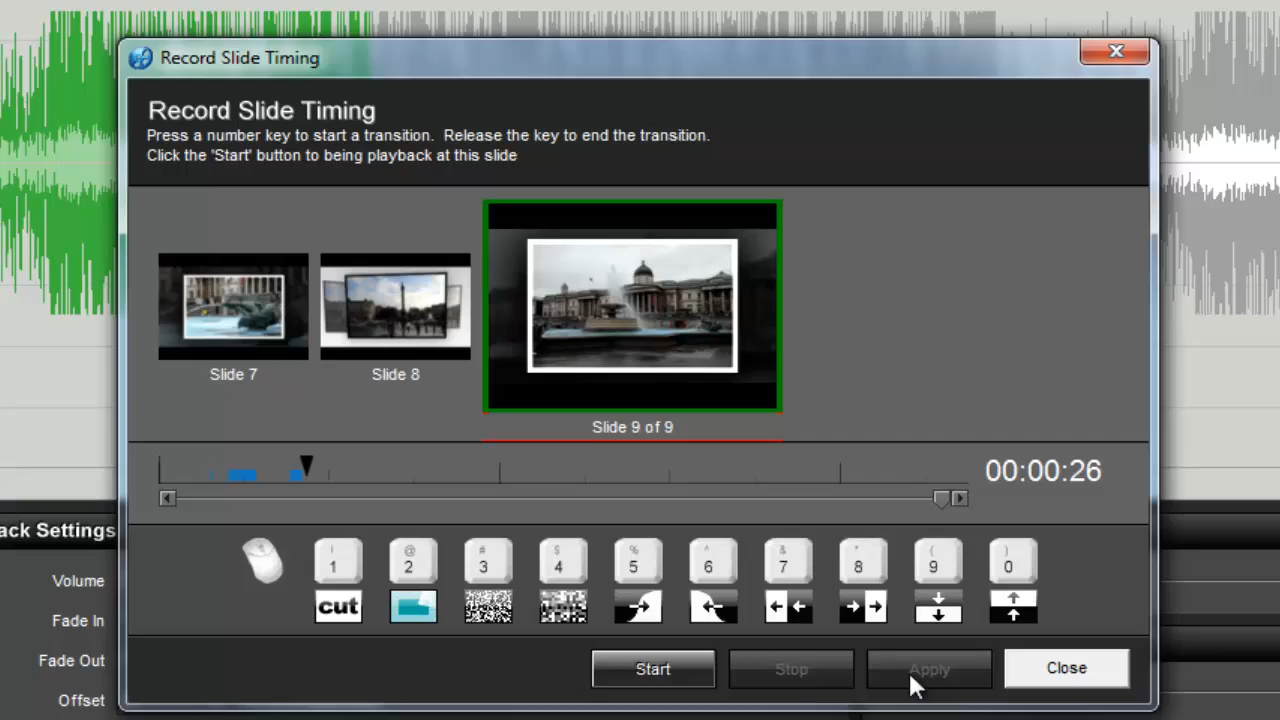 Record Slide Timing
Record Slide Timing
Press a number key to start a transition. Release the key to end the transition.
Click the 'Start' button to being playback at this slide
Slide 7
Slide 8
Slide 9 of 9
00:00:26
! @ # $ % ^ & * ( )
1 2 3 4 5 6 7 8 9 0
cut
ack Settings
Volume
Fade In
Fade Out
Offset
Start
Stop
Apply
Close